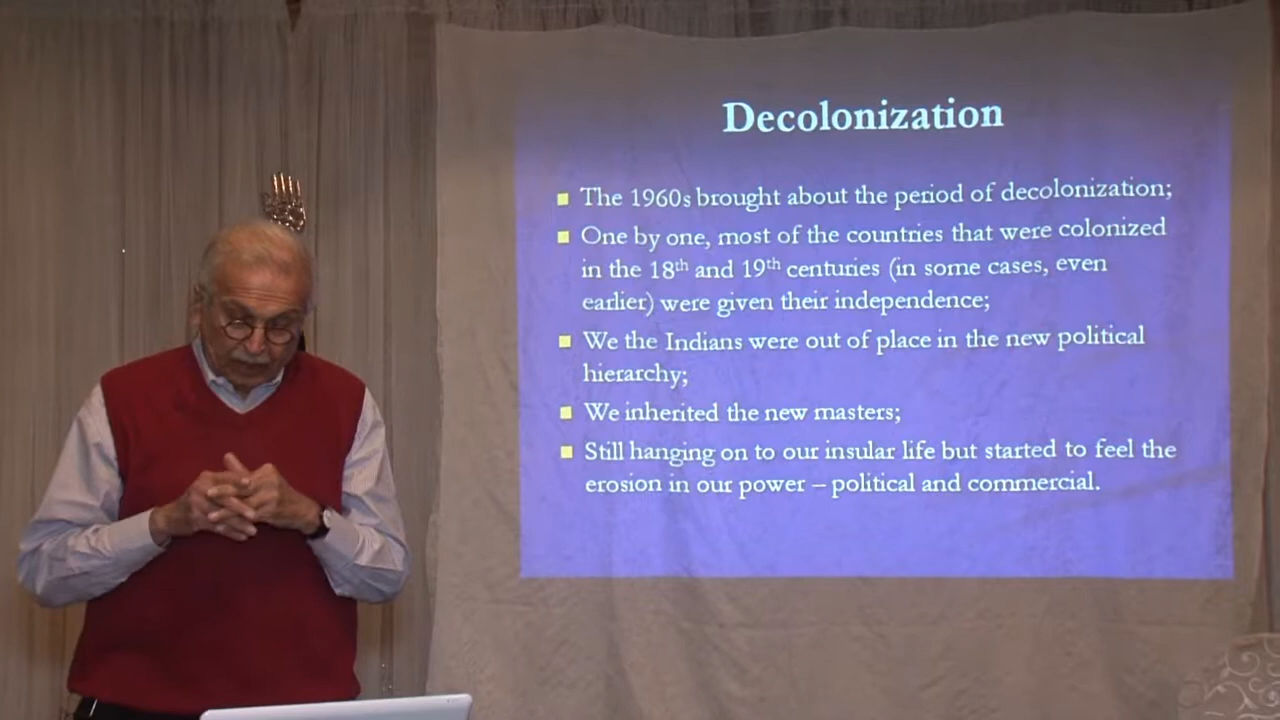 Decolonization
The 1960s brought about the period of decolonization;
One by one, most of the countries that were colonized
in the 18th and 19th centuries (in some cases, even
earlier) were given their independence;
We the Indians were out of place in the new political
hierarchy;
We inherited the new masters;
Still hanging on to our insular life but started to feel the
erosion in our power – political and commercial.